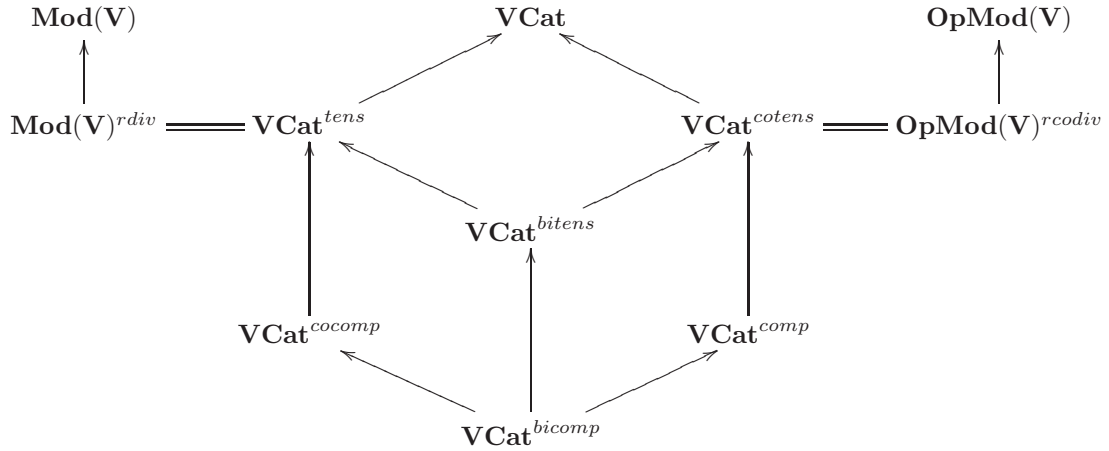 Mod(V) VCat OpMod(V)
Mod(V)^{rdiv} VCat^{tens} VCat^{cotens} OpMod(V)^{rcodiv}
VCat^{bitens}
VCat^{cocomp} VCat^{comp}
VCat^{bicomp}